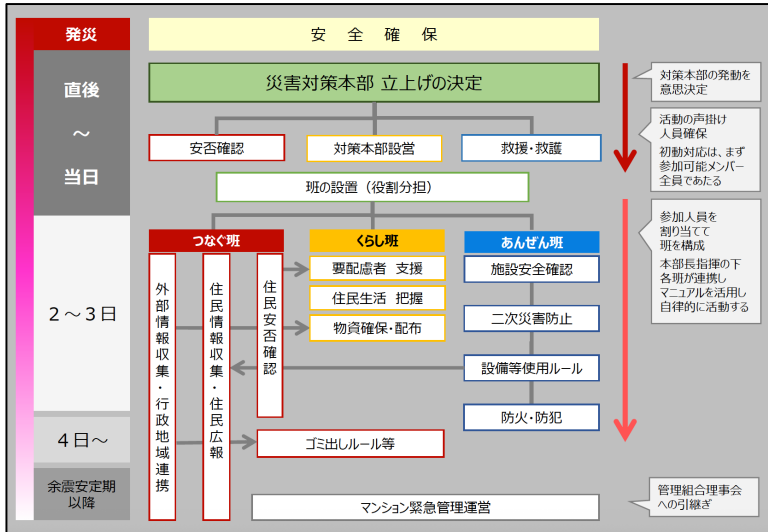 発災
安全確保
直後
～
当日
災害対策本部 立上げの決定
対策本部の発動を
意思決定
安否確認
対策本部設営
救援・救護
活動の声掛け
人員確保
初動対応は、まず
参加可能メンバー
全員であたる
班の設置（役割分担）
2～3日
つなぐ班
くらし班
あんぜん班
外部情報収集・行政地域連携
住民情報収集・住民広報
住民安否確認
要配慮者 支援
住民生活 把握
物資確保・配布
施設安全確認
二次災害防止
設備等使用ルール
防火・防犯
参加人員を
割り当てて
班を構成
本部長指揮の下
各班が連携し
マニュアルを活用し
自律的に活動する
4日～
ゴミ出しルール等
余震安定期
以降
マンション緊急管理運営
管理組合理事会
への引継ぎ